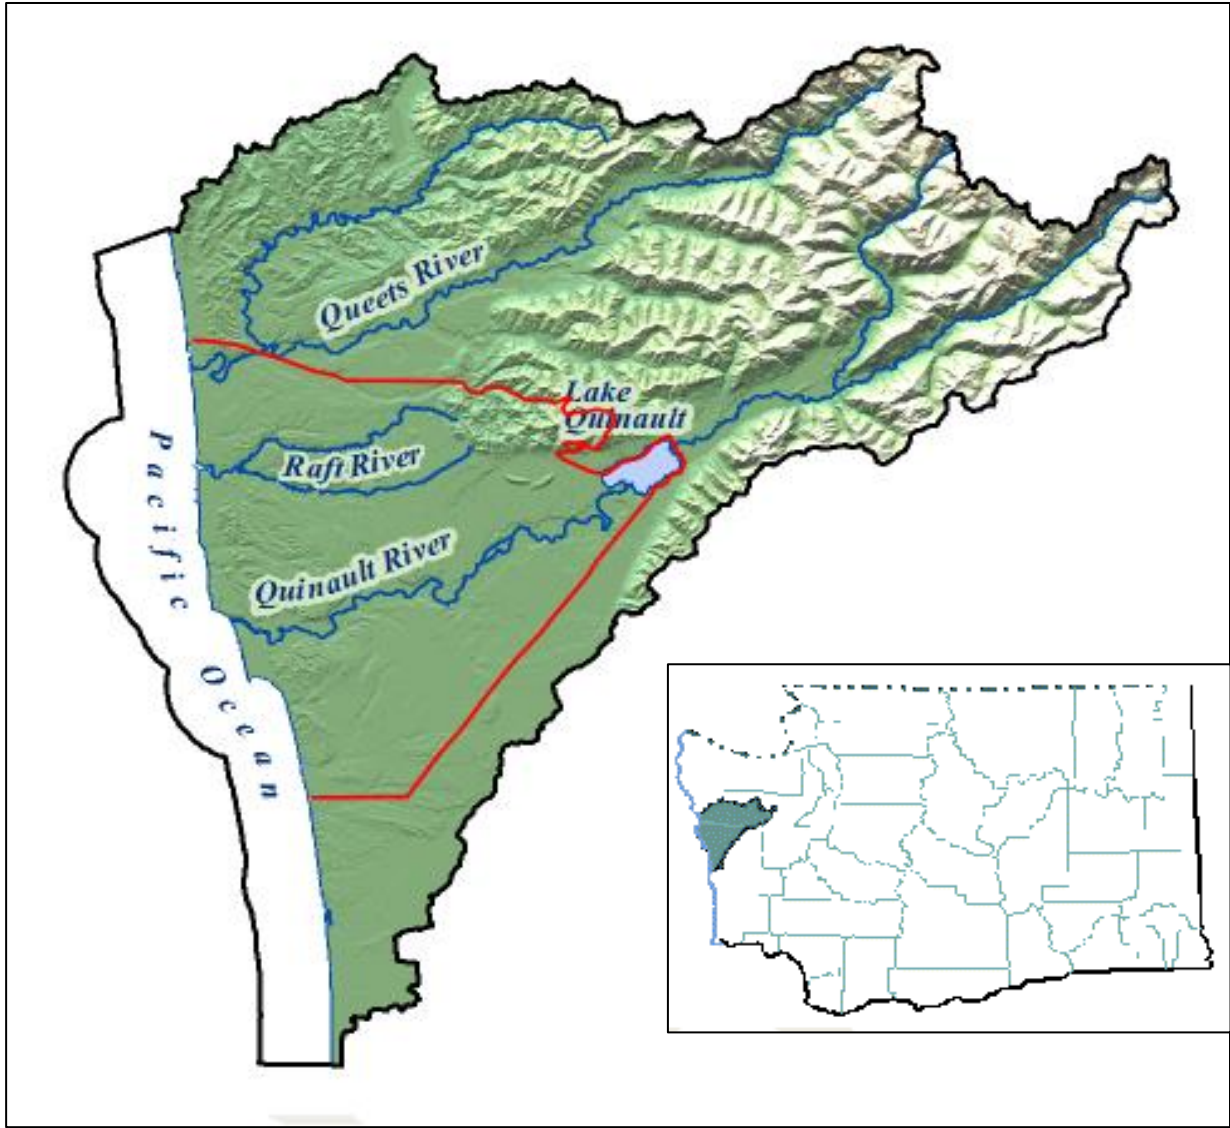 Queets River
Lake
Quinault
Raft River
Quinault River
Pacific Ocean